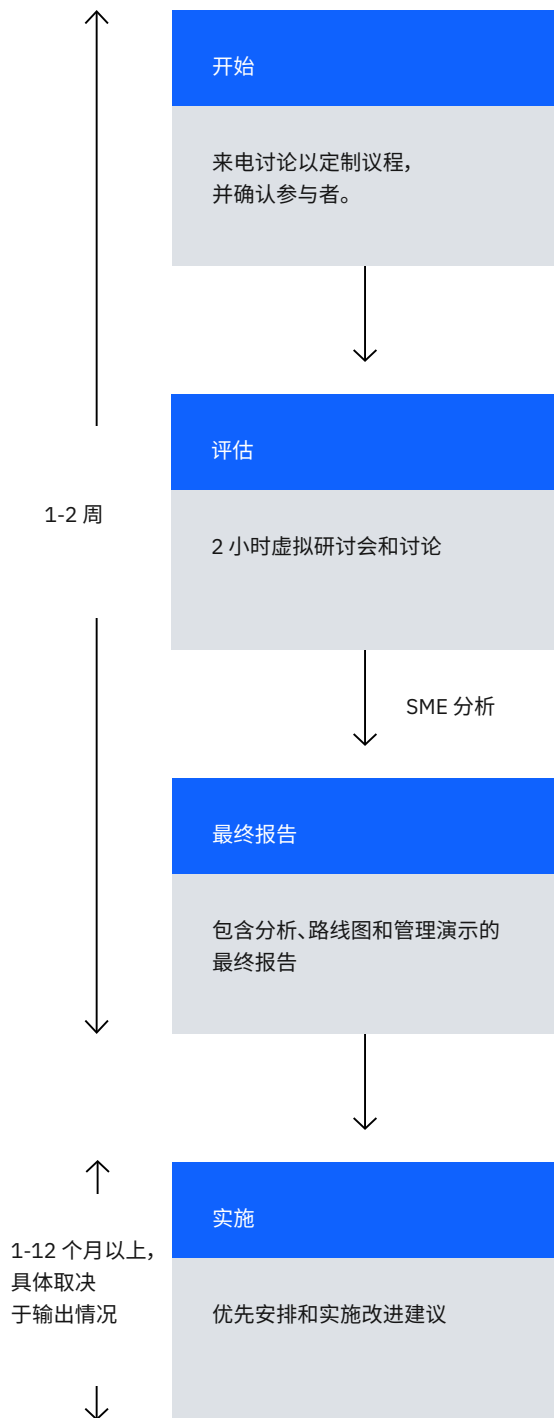 开始
来电讨论以定制议程，
并确认参与者。
评估
1-2 周
2 小时虚拟研讨会和讨论
SME 分析
最终报告
包含分析、路线图和管理演示的
最终报告
实施
1-12 个月以上，
具体取决
于输出情况
优先安排和实施改进建议